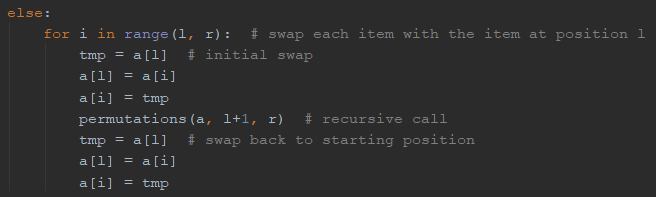 else:
    for i in range(l, r):  # swap each item with the item at position l
        tmp = a[l]  # initial swap
        a[l] = a[i]
        a[i] = tmp
        permutations(a, l+1, r)  # recursive call
        tmp = a[l]  # swap back to starting position
        a[l] = a[i]
        a[i] = tmp